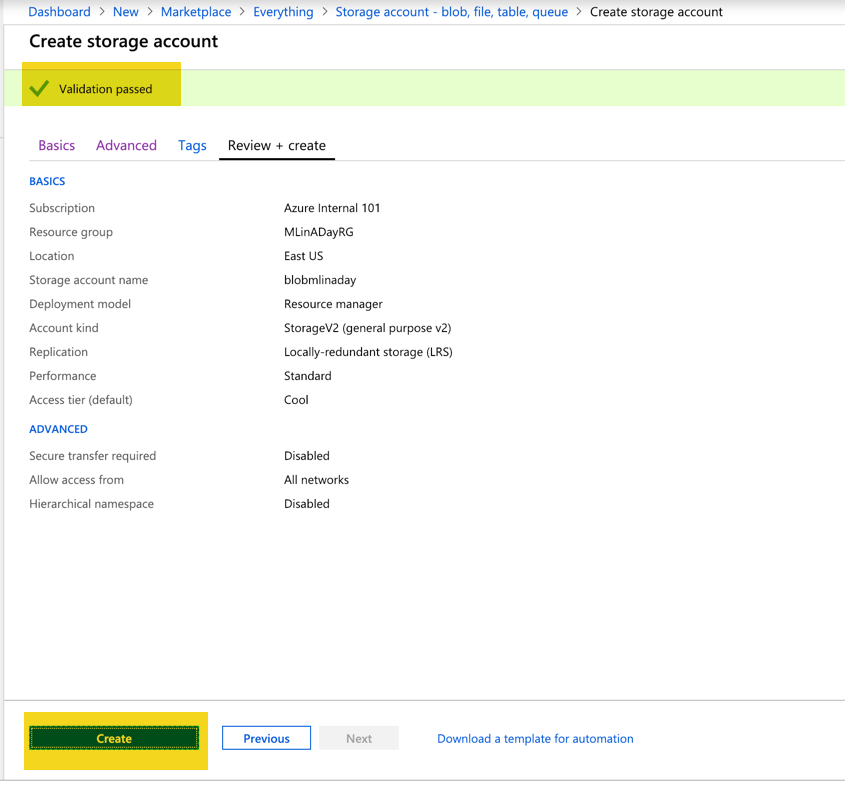 Dashboard > New > Marketplace > Everything > Storage account - blob, file, table, queue > Create storage account
Create storage account
Validation passed
Basics Advanced Tags Review + create
BASICS
Subscription Azure Internal 101
Resource group MLinADayRG
Location East US
Storage account name blobmlinaday
Deployment model Resource manager
Account kind StorageV2 (general purpose v2)
Replication Locally-redundant storage (LRS)
Performance Standard
Access tier (default) Cool
ADVANCED
Secure transfer required Disabled
Allow access from All networks
Hierarchical namespace Disabled
Create Previous Next Download a template for automation